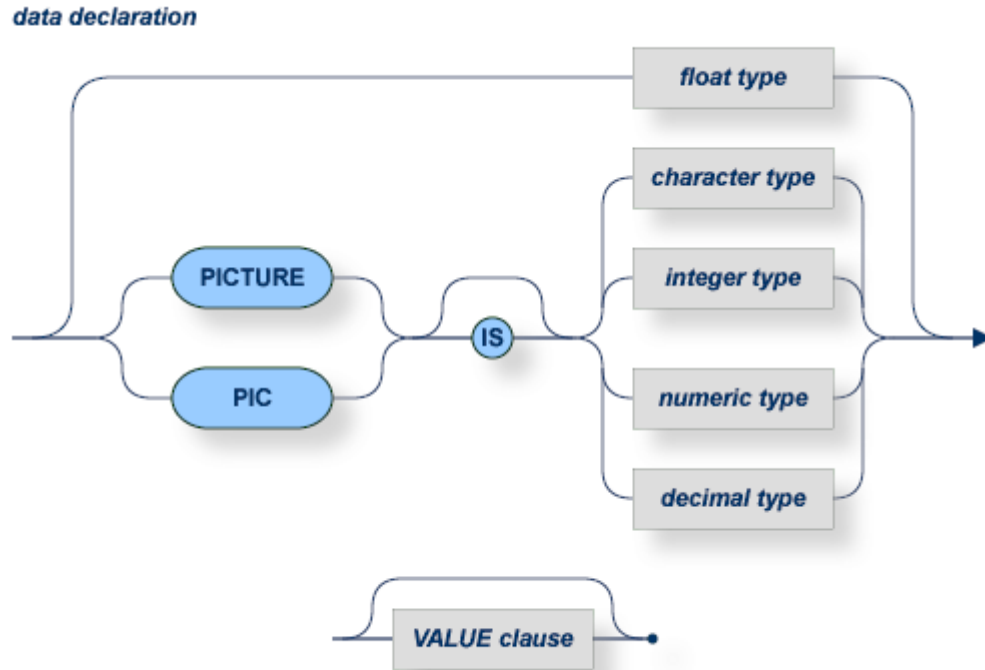 data declaration
float type
character type
PICTURE
integer type
IS
PIC
numeric type
decimal type
VALUE clause